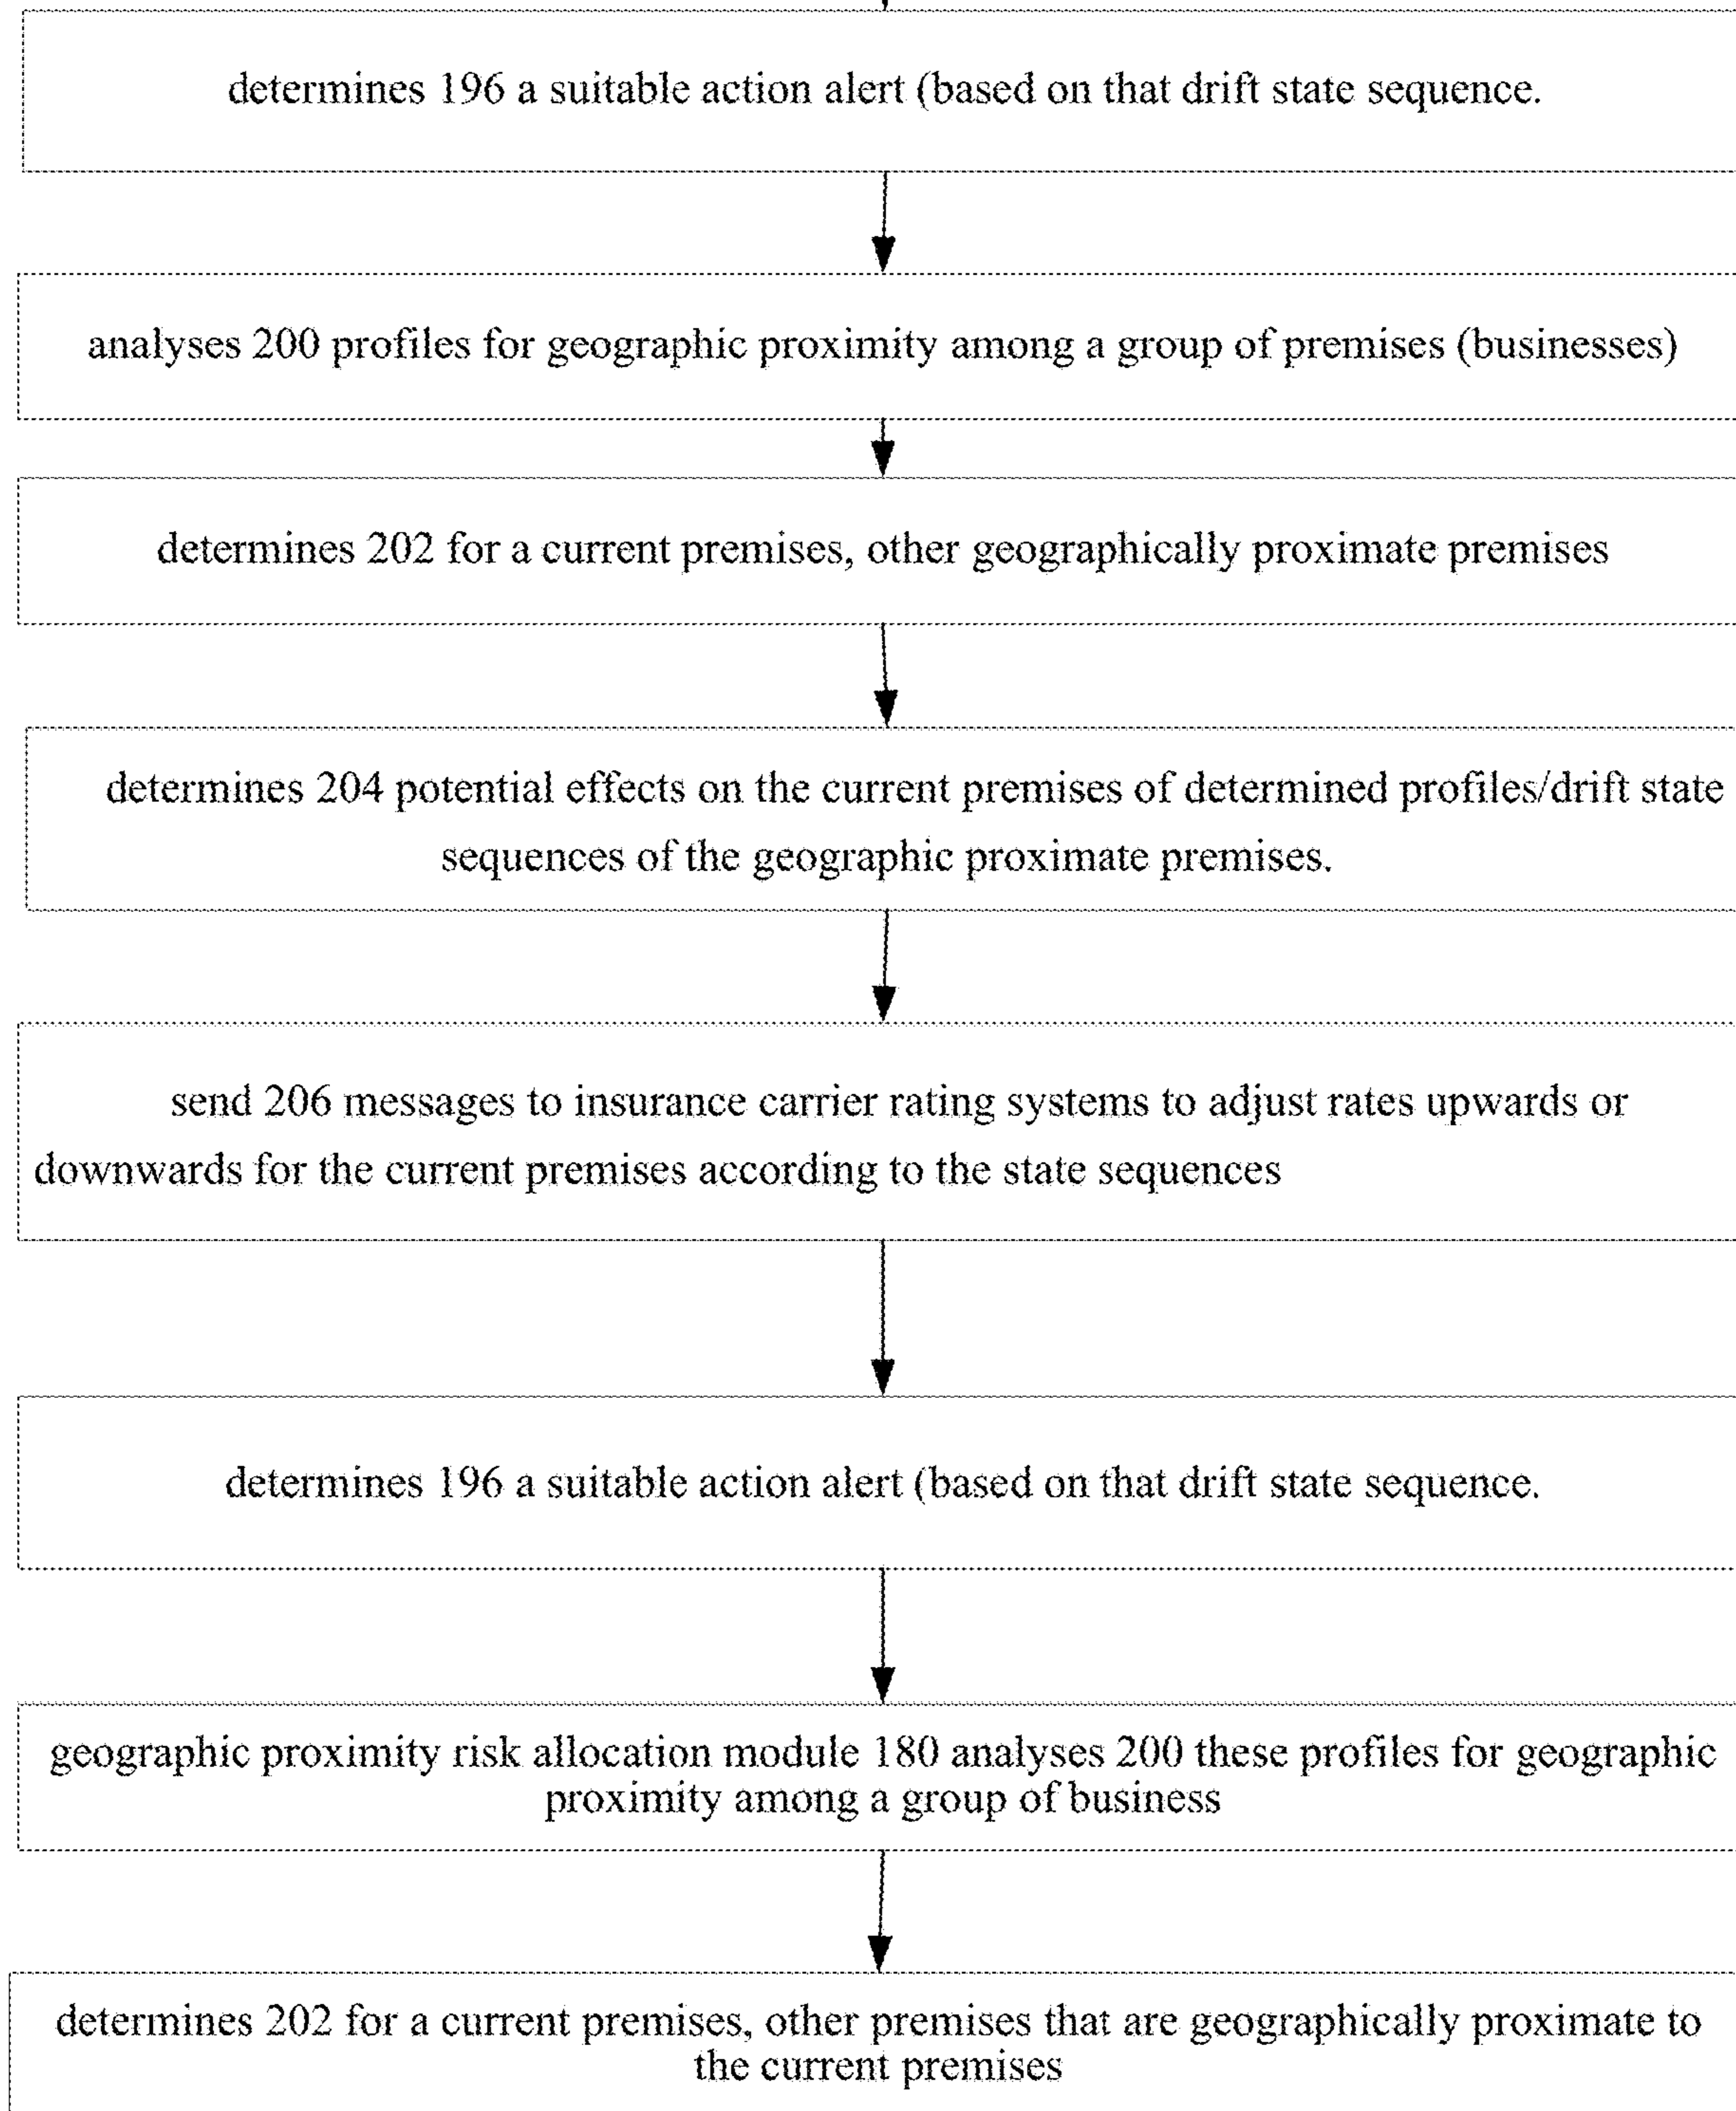 determines 196 a suitable action alert (based on that drift state sequence.
analyses 200 profiles for geographic proximity among a group of premises (businesses)
determines 202 for a current premises, other geographically proximate premises
determines 204 potential effects on the current premises of determined profiles/drift state
sequences of the geographic proximate premises.
send 206 messages to insurance carrier rating systems to adjust rates upwards or
downwards for the current premises according to the state sequences
determines 196 a suitable action alert (based on that drift state sequence.
geographic proximity risk allocation module 180 analyses 200 these profiles for geographic
proximity among a group of business
determines 202 for a current premises, other premises that are geographically proximate to
the current premises